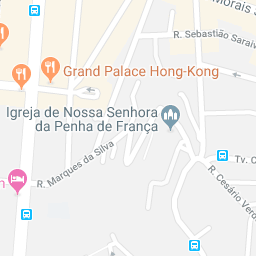 Morais S
R. Sebastião Sarai
Grand Palace Hong-Kong
Igreja de Nossa Senhora
da Penha de França
Tv. C
R. Marques da Silva
R. Cesário Verd